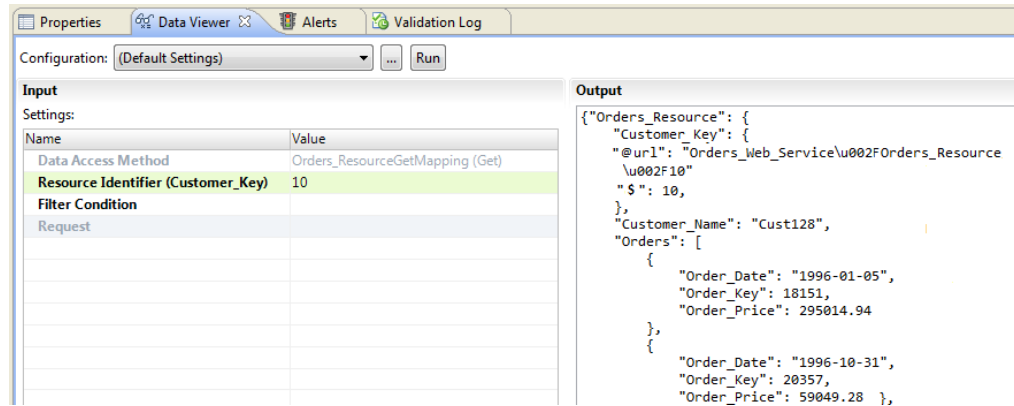 Properties Data Viewer Alerts Validation Log
Configuration: (Default Settings) ... Run
Input
Settings:
Name Value
Data Access Method Orders_ResourceGetMapping (Get)
Resource Identifier (Customer_Key) 10
Filter Condition
Request
Output
{"Orders_Resource": {
"Customer_Key": {
"@url": "Orders_Web_Service\u002FOrders_Resource
\u002F10"
"$": 10,
},
"Customer_Name": "Cust128",
"Orders": [
{
"Order_Date": "1996-01-05",
"Order_Key": 18151,
"Order_Price": 295014.94
},
{
"Order_Date": "1996-10-31",
"Order_Key": 20357,
"Order_Price": 59049.28 },